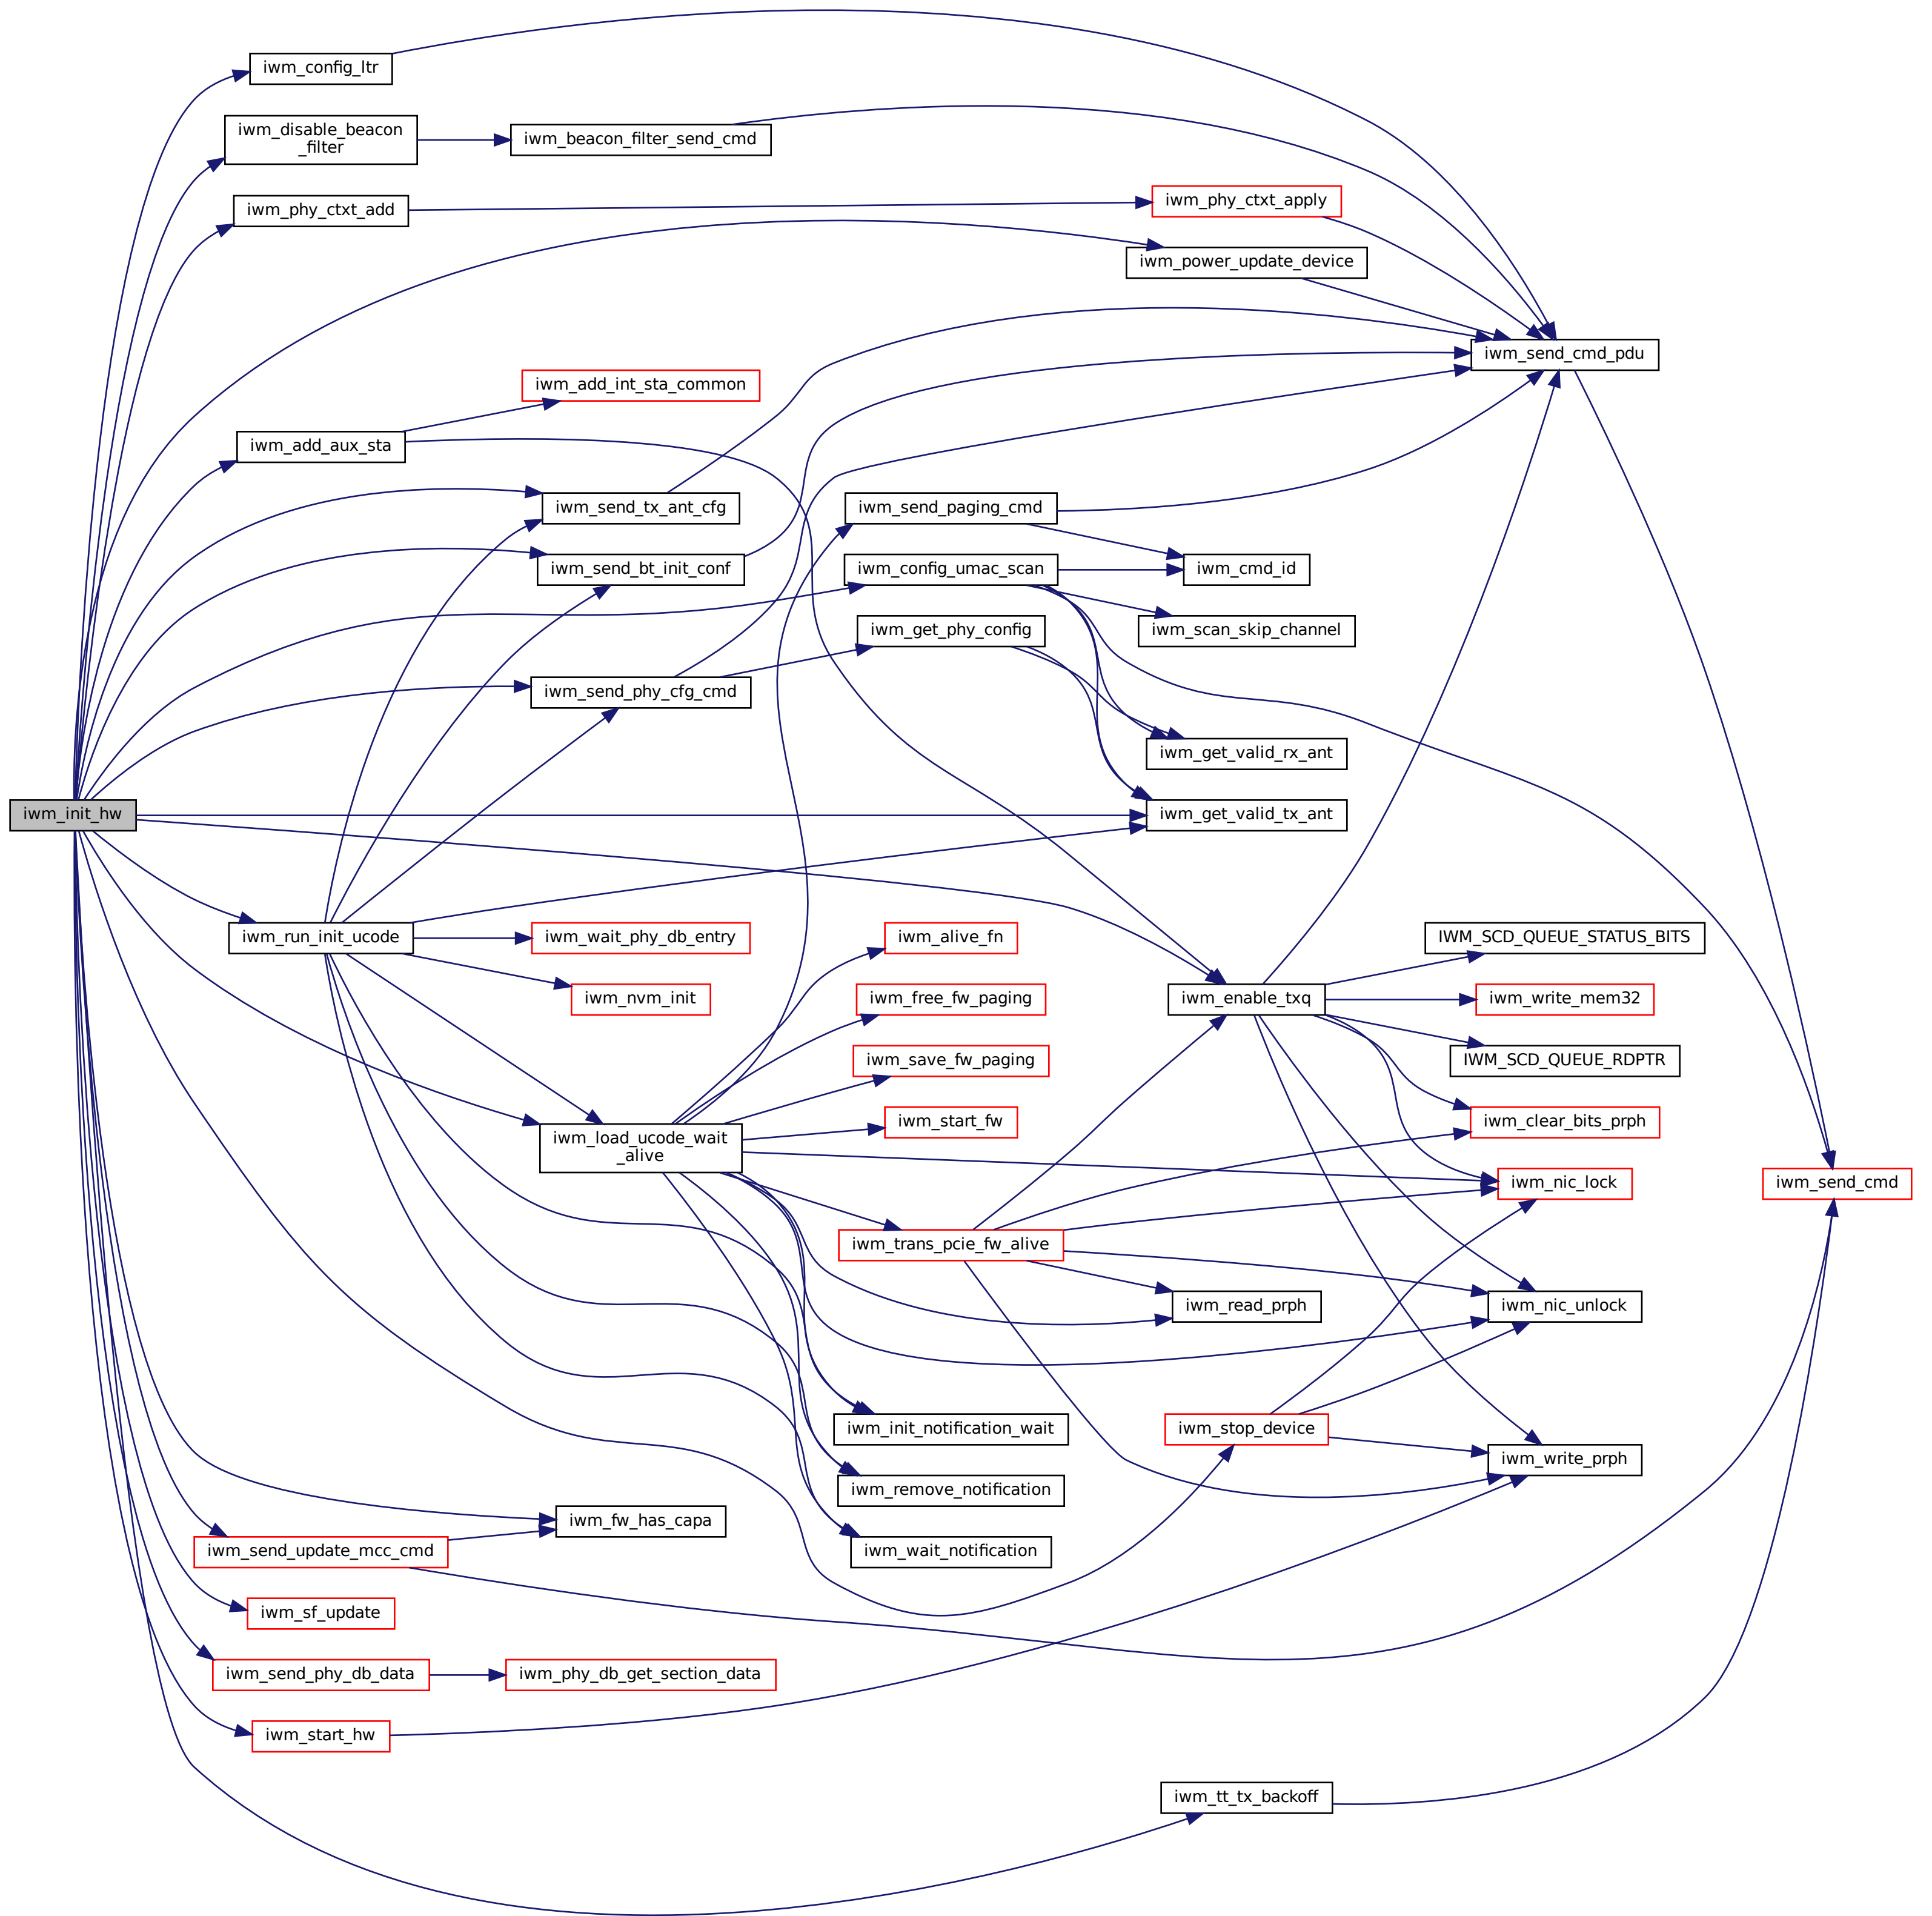 iwm_config_ltr
iwm_disable_beacon
_filter
iwm_beacon_filter_send_cmd
iwm_phy_ctxt_add
iwm_phy_ctxt_apply
iwm_power_update_device
iwm_send_cmd_pdu
iwm_add_int_sta_common
iwm_add_aux_sta
iwm_send_tx_ant_cfg
iwm_send_paging_cmd
iwm_send_bt_init_conf
iwm_config_umac_scan
iwm_cmd_id
iwm_get_phy_config
iwm_scan_skip_channel
iwm_send_phy_cfg_cmd
iwm_get_valid_rx_ant
iwm_init_hw
iwm_get_valid_tx_ant
iwm_run_init_ucode
iwm_wait_phy_db_entry
iwm_alive_fn
IWM_SCD_QUEUE_STATUS_BITS
iwm_nvm_init
iwm_free_fw_paging
iwm_enable_txq
iwm_write_mem32
iwm_save_fw_paging
IWM_SCD_QUEUE_RDPTR
iwm_start_fw
iwm_clear_bits_prph
iwm_load_ucode_wait
_alive
iwm_nic_lock
iwm_send_cmd
iwm_trans_pcie_fw_alive
iwm_read_prph
iwm_nic_unlock
iwm_init_notification_wait
iwm_stop_device
iwm_write_prph
iwm_remove_notification
iwm_fw_has_capa
iwm_send_update_mcc_cmd
iwm_wait_notification
iwm_sf_update
iwm_send_phy_db_data
iwm_phy_db_get_section_data
iwm_start_hw
iwm_tt_tx_backoff